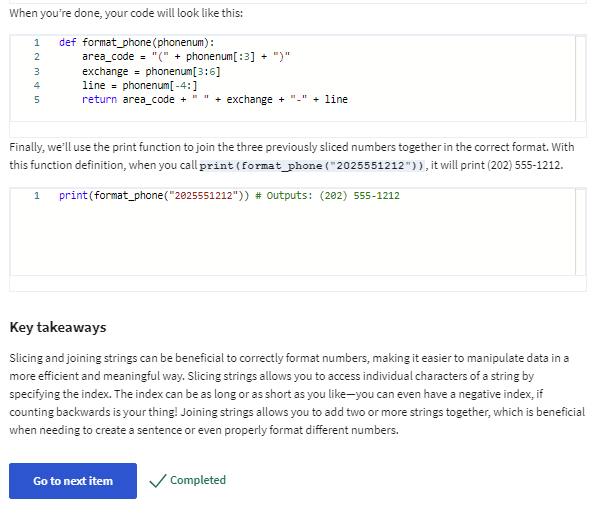 When you're done, your code will look like this:
1 def format_phone(phonenum):
2     area_code = "(" + phonenum[:3] + ")"
3     exchange = phonenum[3:6]
4     line = phonenum[-4:]
5     return area_code + " " + exchange + "-" + line
Finally, we'll use the print function to join the three previously sliced numbers together in the correct format. With
this function definition, when you call print(format_phone("2025551212")), it will print (202) 555-1212.
1 print(format_phone("2025551212")) # Outputs: (202) 555-1212
Key takeaways
Slicing and joining strings can be beneficial to correctly format numbers, making it easier to manipulate data in a
more efficient and meaningful way. Slicing strings allows you to access individual characters of a string by
specifying the index. The index can be as long or as short as you like—you can even have a negative index, if
counting backwards is your thing! Joining strings allows you to add two or more strings together, which is beneficial
when needing to create a sentence or even properly format different numbers.
Go to next item
Completed